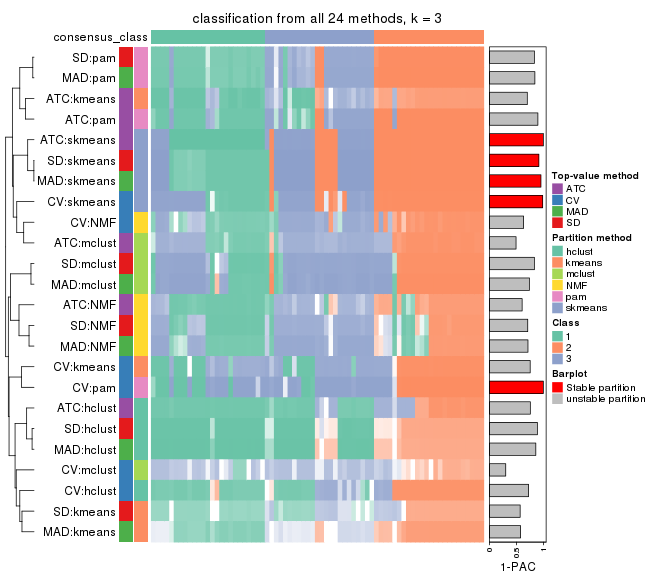 classification from all 24 methods, k = 3
consensus_class
SD:pam
MAD:pam
ATC:kmeans
ATC:pam
ATC:skmeans
SD:skmeans
MAD:skmeans
CV:skmeans
CV:NMF
ATC:mclust
SD:mclust
MAD:mclust
ATC:NMF
SD:NMF
MAD:NMF
CV:kmeans
CV:pam
ATC:hclust
SD:hclust
MAD:hclust
CV:mclust
CV:hclust
SD:kmeans
MAD:kmeans
0
0.5
1
1-PAC
Top-value method
ATC
CV
MAD
SD
Partition method
hclust
kmeans
mclust
NMF
pam
skmeans
Class
1
2
3
Barplot
Stable partition
unstable partition